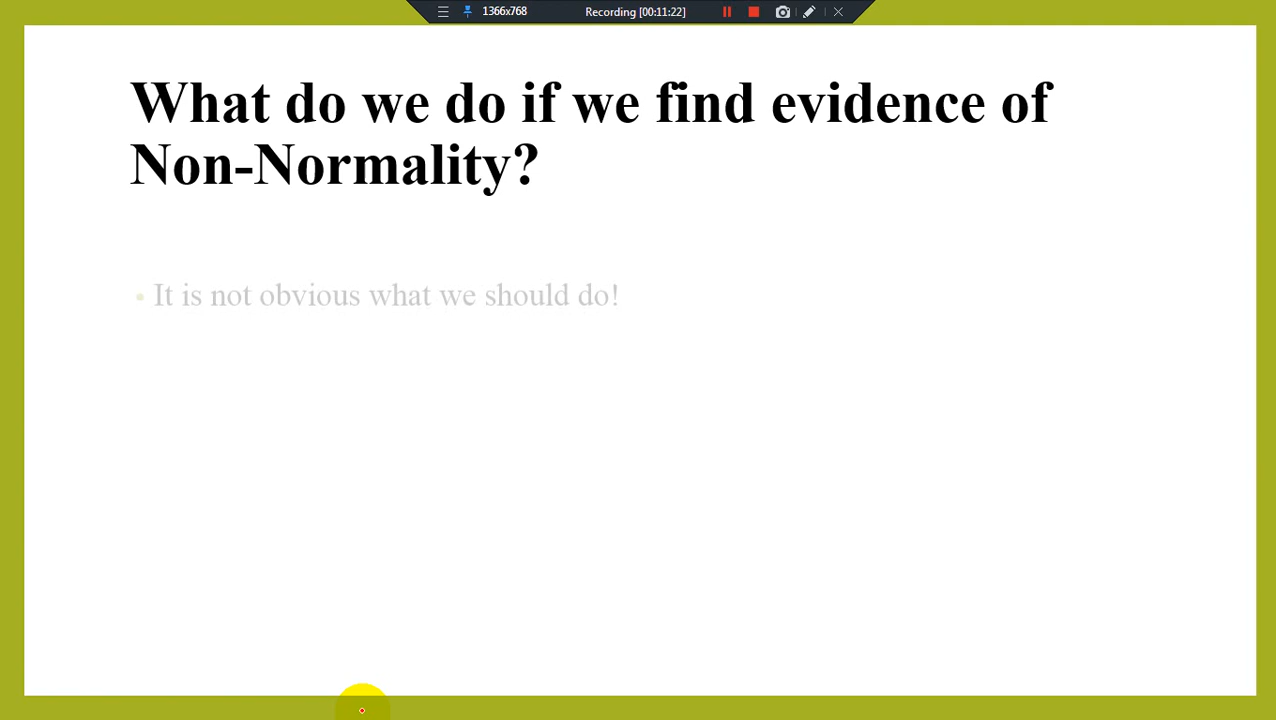 1366x768 Recording [00:11:22]
What do we do if we find evidence of
Non-Normality?
• It is not obvious what we should do!